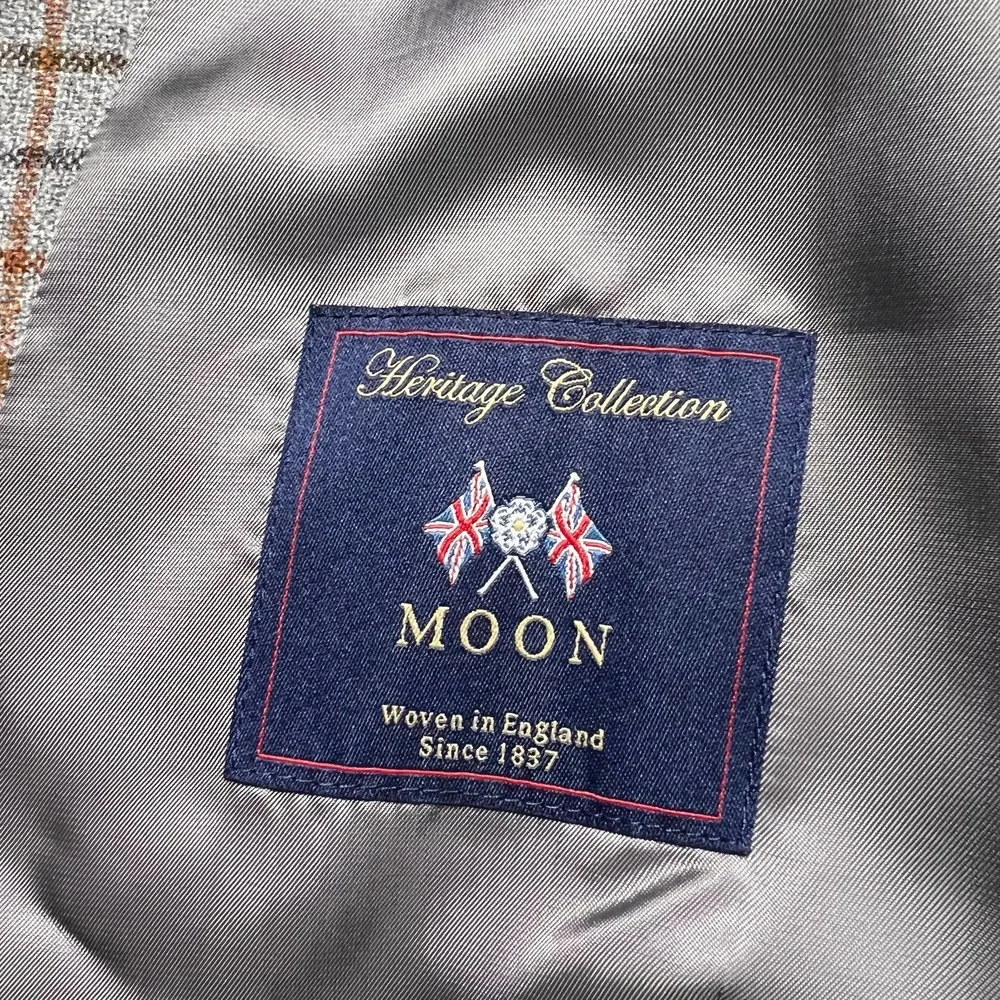 Heritage Collection
MOON
Woven in England
Since 1837